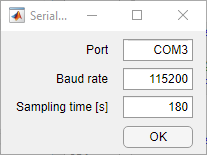 Serial...
Port COM3
Baud rate 115200
Sampling time [s] 180
OK